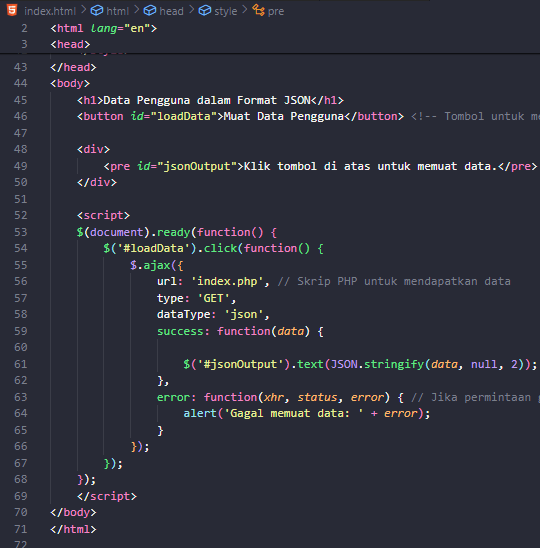 index.html > html > head > style > pre
2 <html lang="en">
3 <head>
43 </head>
44 <body>
45 <h1>Data Pengguna dalam Format JSON</h1>
46 <button id="loadData">Muat Data Pengguna</button> <!-- Tombol untuk
47
48 <div>
49 <pre id="jsonOutput">Klik tombol di atas untuk memuat data.</pre>
50 </div>
51
52 <script>
53 $(document).ready(function() {
54 $('#loadData').click(function() {
55 $.ajax({
56 url: 'index.php', // Skrip PHP untuk mendapatkan data
57 type: 'GET',
58 dataType: 'json',
59 success: function(data) {
60
61 $('#jsonOutput').text(JSON.stringify(data, null, 2));
62 },
63 error: function(xhr, status, error) { // Jika permintaan
64 alert('Gagal memuat data: ' + error);
65 }
66 });
67 });
68 });
69 </script>
70 </body>
71 </html>
72